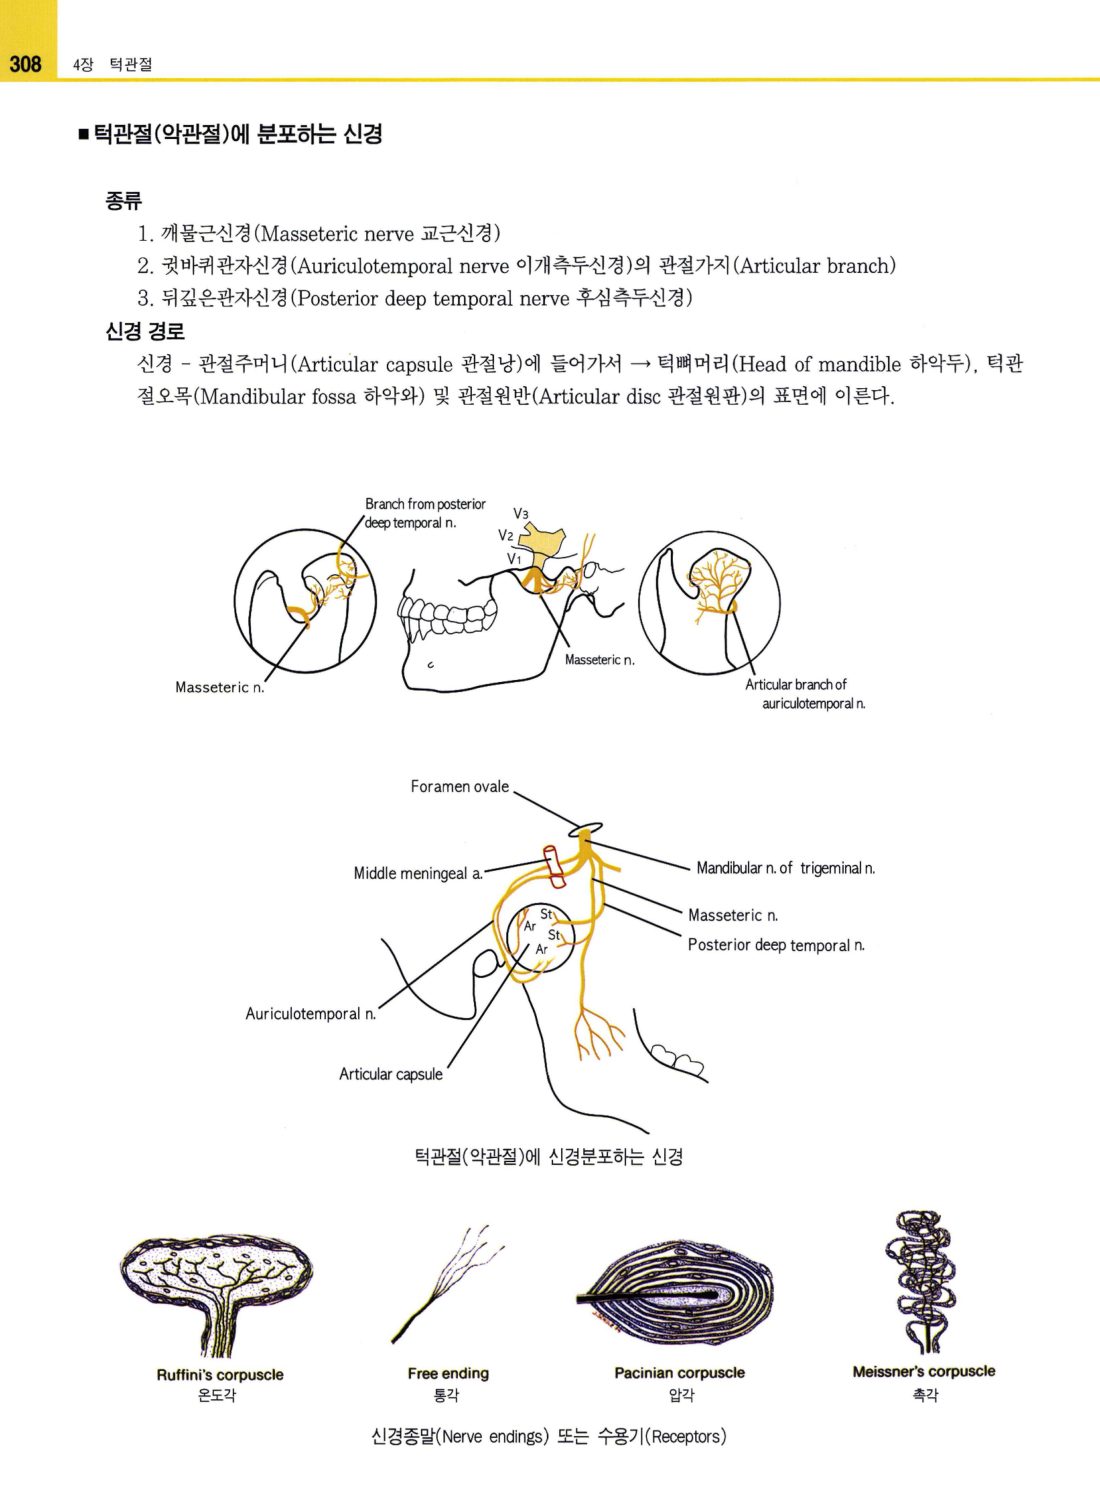 308 4장 턱관절
■ 턱관절(악관절)에 분포하는 신경
종류
1. 깨물근신경(Masseteric nerve 교근신경)
2. 귓바퀴관자신경(Auriculotemporal nerve 이개측두신경)의 관절가지(Articular branch)
3. 뒤깊은관자신경(Posterior deep temporal nerve 후심측두신경)
신경 경로
신경 - 관절주머니(Articular capsule 관절낭)에 들어가서 → 턱뼈머리(Head of mandible 하악두), 턱관
절오목(Mandibular fossa 하악와) 및 관절원반(Articular disc 관절원판)의 표면에 이른다.
Branch from posterior
deep temporal n.
V3
V2
V1
Masseteric n.
Masseteric n.
Articular branch of
auriculotemporal n.
Foramen ovale
Middle meningeal a.
Mandibular n. of trigeminal n.
Masseteric n.
Posterior deep temporal n.
St
Ar
St
Ar
Auriculotemporal n.
Articular capsule
턱관절(악관절)에 신경분포하는 신경
Ruffini's corpuscle
온도각
Free ending
통각
Pacinian corpuscle
압각
Meissner's corpuscle
촉각
신경종말(Nerve endings) 또는 수용기(Receptors)